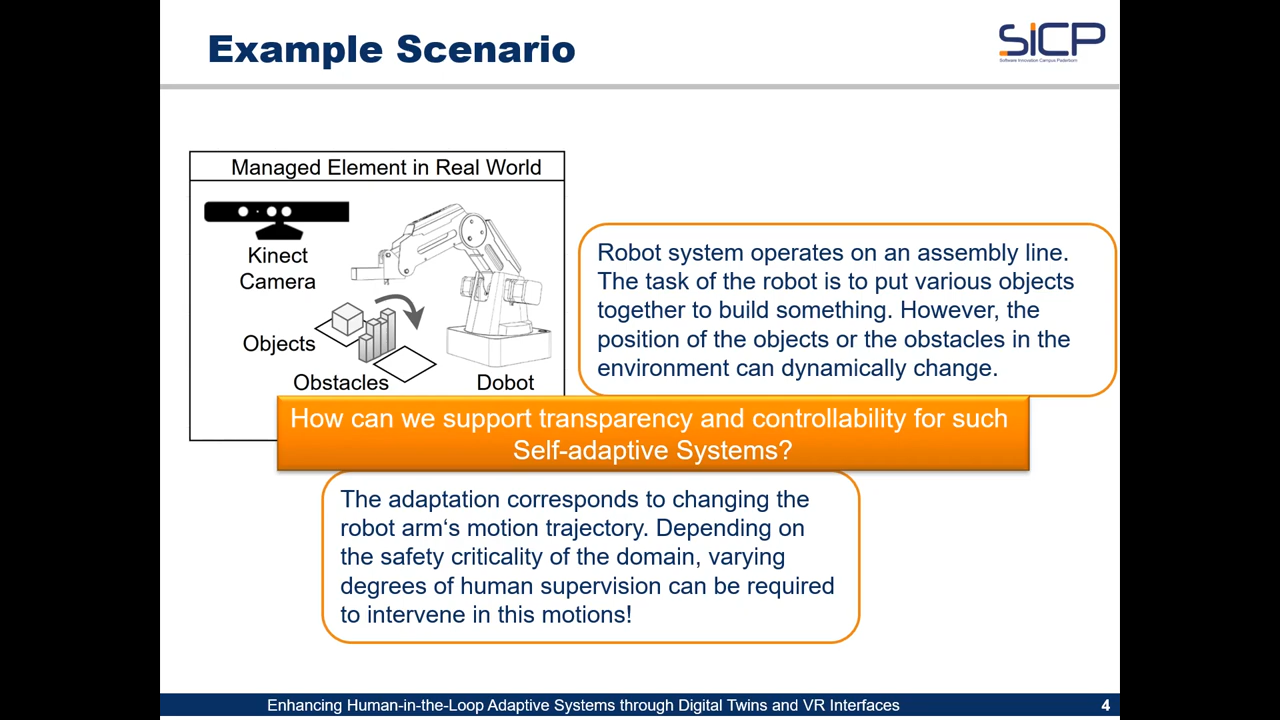 Example Scenario
SICP
Software Innovation Campus Paderborn
Managed Element in Real World
Kinect
Camera
Objects
Obstacles
Dobot
Robot system operates on an assembly line.
The task of the robot is to put various objects
together to build something. However, the
position of the objects or the obstacles in the
environment can dynamically change.
How can we support transparency and controllability for such
Self-adaptive Systems?
The adaptation corresponds to changing the
robot arm‘s motion trajectory. Depending on
the safety criticality of the domain, varying
degrees of human supervision can be required
to intervene in this motions!
Enhancing Human-in-the-Loop Adaptive Systems through Digital Twins and VR Interfaces
4